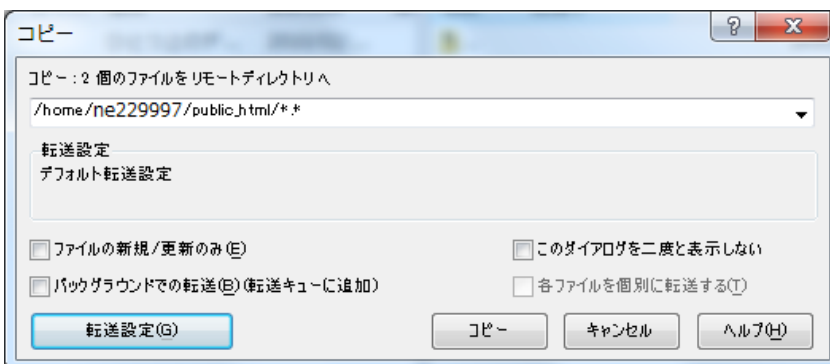 コピー
コピー：2 個のファイルをリモートディレクトリへ
/home/ne229997/public_html/*.*
転送設定
デフォルト転送設定
ファイルの新規/更新のみ(E)
このダイアログを二度と表示しない
バックグラウンドでの転送(B)(転送キューに追加)
各ファイルを個別に転送する(T)
転送設定(G)
コピー
キャンセル
ヘルプ(H)